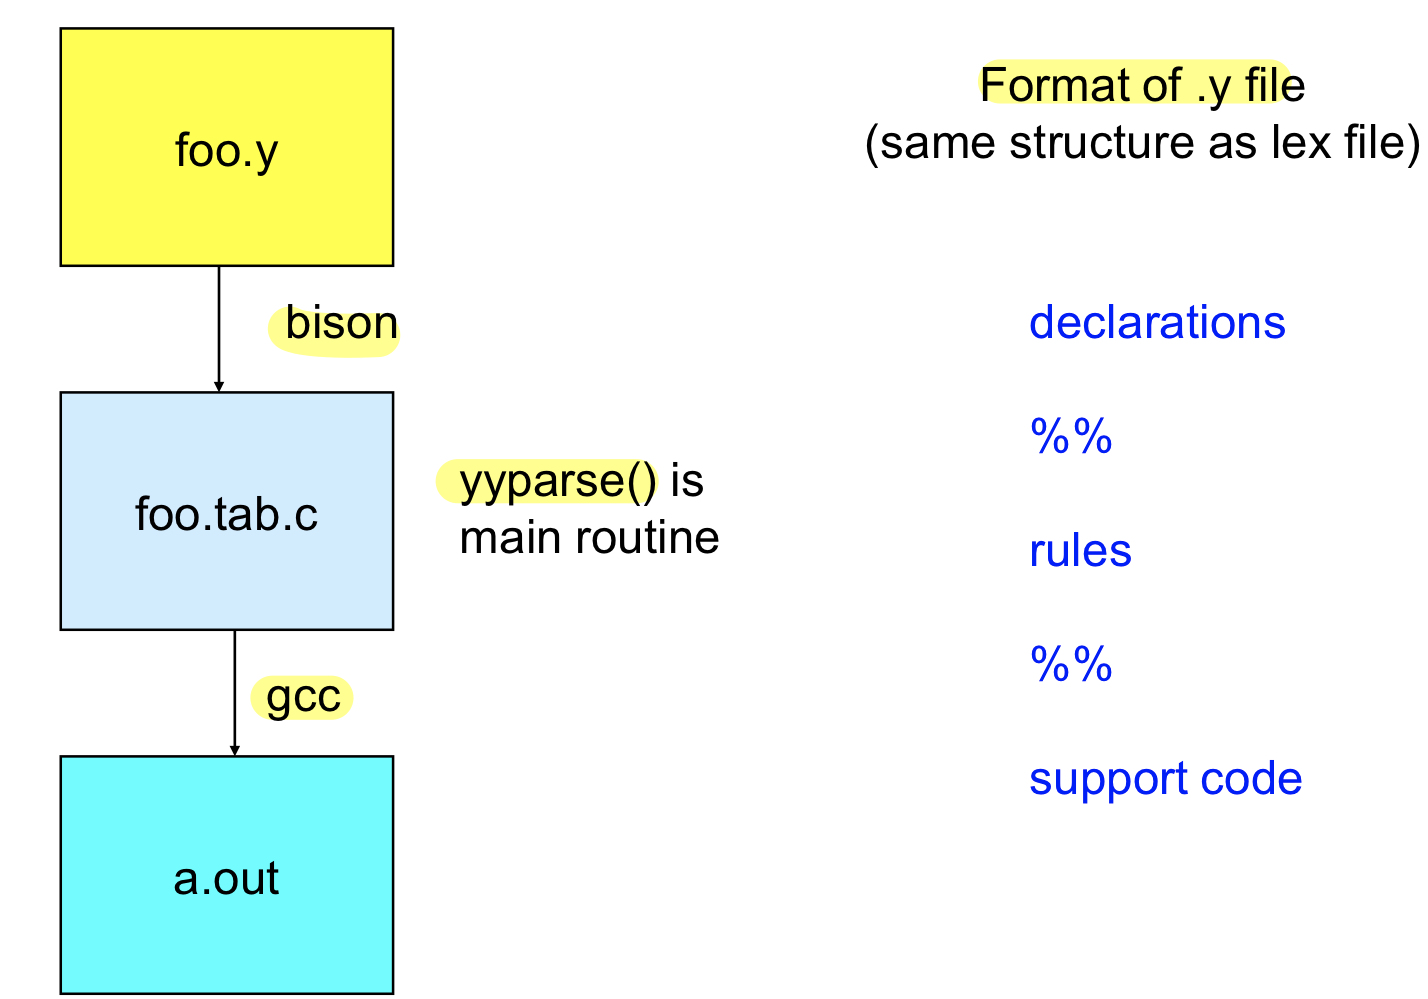 foo.y
bison
foo.tab.c
yyparse() is
main routine
gcc
a.out
Format of .y file
(same structure as lex file)
declarations
%%
rules
%%
support code